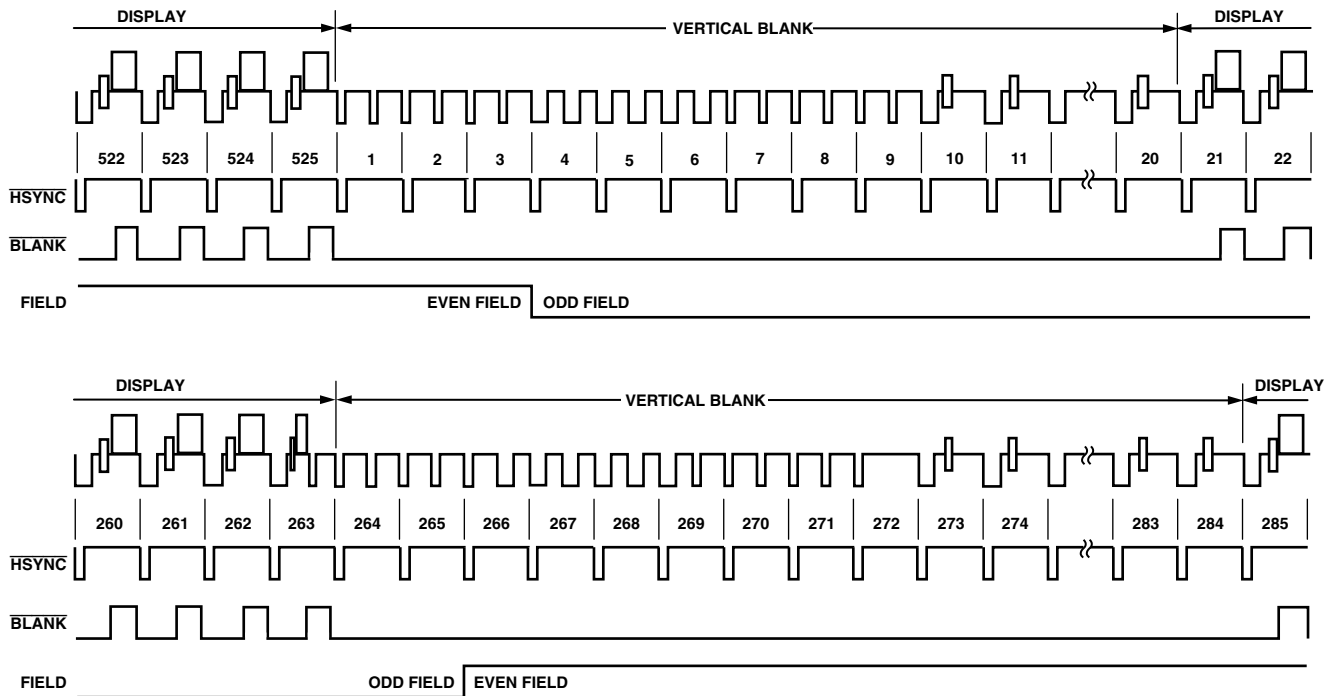 DISPLAY VERTICAL BLANK DISPLAY
522 523 524 525 1 2 3 4 5 6 7 8 9 10 11 20 21 22
HSYNC
BLANK
FIELD EVEN FIELD ODD FIELD
DISPLAY VERTICAL BLANK DISPLAY
260 261 262 263 264 265 266 267 268 269 270 271 272 273 274 283 284 285
HSYNC
BLANK
FIELD ODD FIELD EVEN FIELD